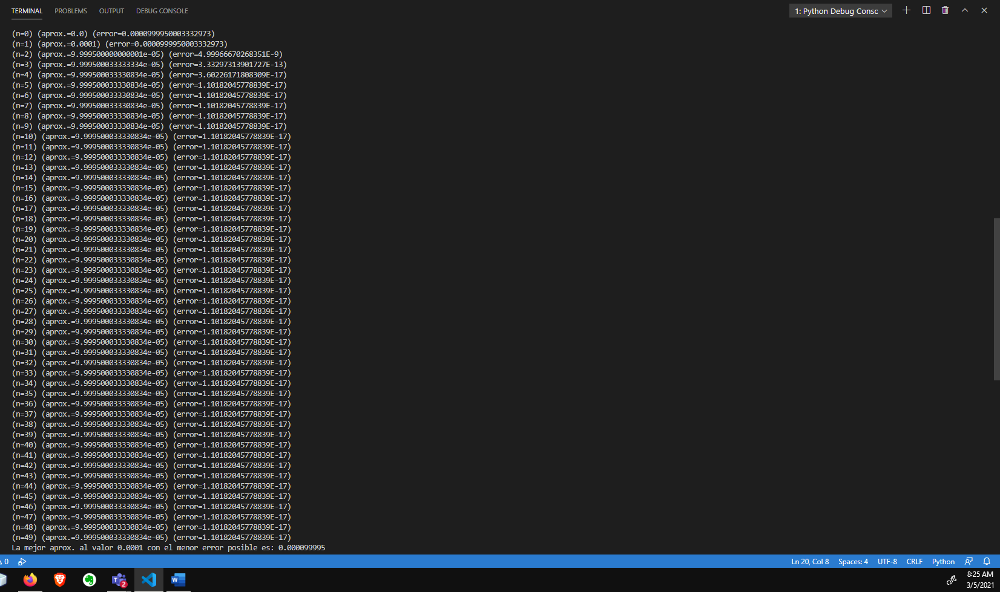 TERMINAL PROBLEMS OUTPUT DEBUG CONSOLE 1: Python Debug Consc
(n=0) (aprox.=0.0) (error=0.0000999950003332973)
(n=1) (aprox.=0.0001) (error=0.0000999950003332973)
(n=2) (aprox.=9.999500000000001e-05) (error=4.99966670268351E-9)
(n=3) (aprox.=9.999500033333334e-05) (error=3.33297313901727E-13)
(n=4) (aprox.=9.999500033330834e-05) (error=3.60226171808309E-17)
(n=5) (aprox.=9.999500033330834e-05) (error=1.10182045778839E-17)
(n=6) (aprox.=9.999500033330834e-05) (error=1.10182045778839E-17)
(n=7) (aprox.=9.999500033330834e-05) (error=1.10182045778839E-17)
(n=8) (aprox.=9.999500033330834e-05) (error=1.10182045778839E-17)
(n=9) (aprox.=9.999500033330834e-05) (error=1.10182045778839E-17)
(n=10) (aprox.=9.999500033330834e-05) (error=1.10182045778839E-17)
(n=11) (aprox.=9.999500033330834e-05) (error=1.10182045778839E-17)
(n=12) (aprox.=9.999500033330834e-05) (error=1.10182045778839E-17)
(n=13) (aprox.=9.999500033330834e-05) (error=1.10182045778839E-17)
(n=14) (aprox.=9.999500033330834e-05) (error=1.10182045778839E-17)
(n=15) (aprox.=9.999500033330834e-05) (error=1.10182045778839E-17)
(n=16) (aprox.=9.999500033330834e-05) (error=1.10182045778839E-17)
(n=17) (aprox.=9.999500033330834e-05) (error=1.10182045778839E-17)
(n=18) (aprox.=9.999500033330834e-05) (error=1.10182045778839E-17)
(n=19) (aprox.=9.999500033330834e-05) (error=1.10182045778839E-17)
(n=20) (aprox.=9.999500033330834e-05) (error=1.10182045778839E-17)
(n=21) (aprox.=9.999500033330834e-05) (error=1.10182045778839E-17)
(n=22) (aprox.=9.999500033330834e-05) (error=1.10182045778839E-17)
(n=23) (aprox.=9.999500033330834e-05) (error=1.10182045778839E-17)
(n=24) (aprox.=9.999500033330834e-05) (error=1.10182045778839E-17)
(n=25) (aprox.=9.999500033330834e-05) (error=1.10182045778839E-17)
(n=26) (aprox.=9.999500033330834e-05) (error=1.10182045778839E-17)
(n=27) (aprox.=9.999500033330834e-05) (error=1.10182045778839E-17)
(n=28) (aprox.=9.999500033330834e-05) (error=1.10182045778839E-17)
(n=29) (aprox.=9.999500033330834e-05) (error=1.10182045778839E-17)
(n=30) (aprox.=9.999500033330834e-05) (error=1.10182045778839E-17)
(n=31) (aprox.=9.999500033330834e-05) (error=1.10182045778839E-17)
(n=32) (aprox.=9.999500033330834e-05) (error=1.10182045778839E-17)
(n=33) (aprox.=9.999500033330834e-05) (error=1.10182045778839E-17)
(n=34) (aprox.=9.999500033330834e-05) (error=1.10182045778839E-17)
(n=35) (aprox.=9.999500033330834e-05) (error=1.10182045778839E-17)
(n=36) (aprox.=9.999500033330834e-05) (error=1.10182045778839E-17)
(n=37) (aprox.=9.999500033330834e-05) (error=1.10182045778839E-17)
(n=38) (aprox.=9.999500033330834e-05) (error=1.10182045778839E-17)
(n=39) (aprox.=9.999500033330834e-05) (error=1.10182045778839E-17)
(n=40) (aprox.=9.999500033330834e-05) (error=1.10182045778839E-17)
(n=41) (aprox.=9.999500033330834e-05) (error=1.10182045778839E-17)
(n=42) (aprox.=9.999500033330834e-05) (error=1.10182045778839E-17)
(n=43) (aprox.=9.999500033330834e-05) (error=1.10182045778839E-17)
(n=44) (aprox.=9.999500033330834e-05) (error=1.10182045778839E-17)
(n=45) (aprox.=9.999500033330834e-05) (error=1.10182045778839E-17)
(n=46) (aprox.=9.999500033330834e-05) (error=1.10182045778839E-17)
(n=47) (aprox.=9.999500033330834e-05) (error=1.10182045778839E-17)
(n=48) (aprox.=9.999500033330834e-05) (error=1.10182045778839E-17)
(n=49) (aprox.=9.999500033330834e-05) (error=1.10182045778839E-17)
La mejor aprox. al valor 0.0001 con el menor error posible es: 0.000099995
0 Ln 20, Col 8 Spaces: 4 UTF-8 CRLF Python
2 8:25 AM
3/5/2021